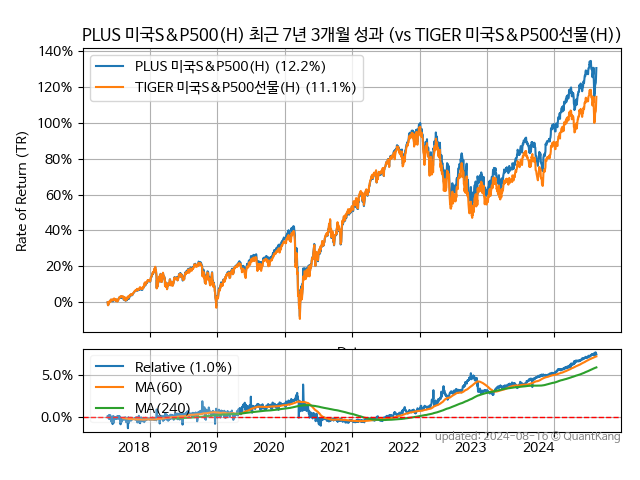 PLUS 미국S&P500(H) 최근 7년 3개월 성과 (vs TIGER 미국S&P500선물(H))
140%
120%
100%
80%
60%
40%
20%
0%
Rate of Return (TR)
PLUS 미국S&P500(H) (12.2%)
TIGER 미국S&P500선물(H) (11.1%)
5.0%
0.0%
Relative (1.0%)
MA(60)
MA(240)
2018 2019 2020 2021 2022 2023 2024
updated: 2024-08-16 © QuantKang